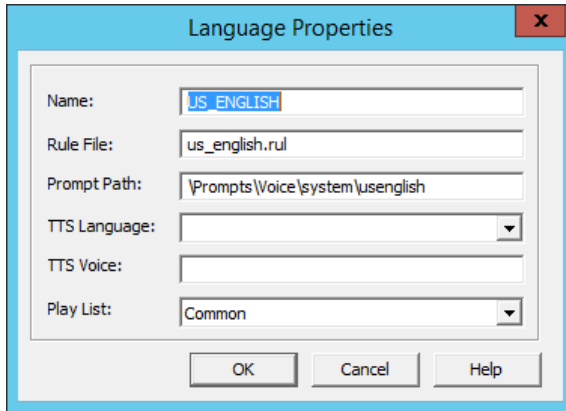 Language Properties
x
Name: US_ENGLISH
Rule File: us_english.rul
Prompt Path: \Prompts\Voice\system\usenglish
TTS Language:
TTS Voice:
Play List: Common
OK Cancel Help